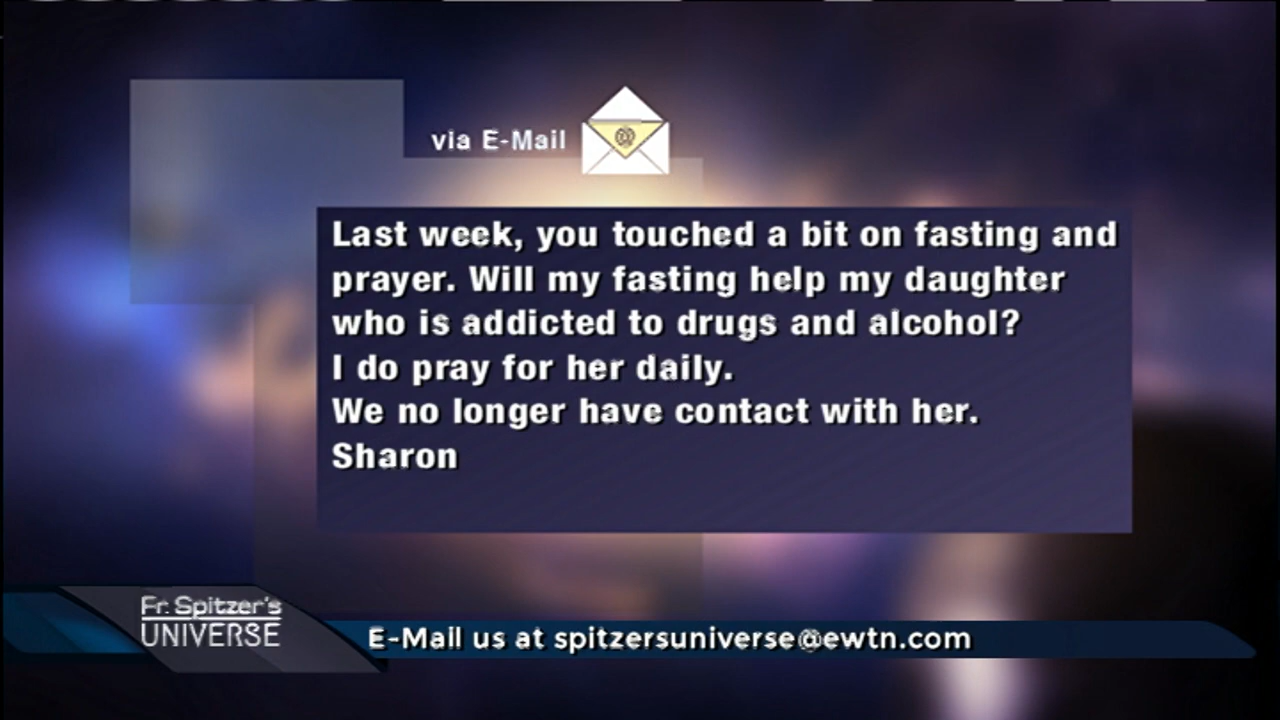 via E-Mail
@
Last week, you touched a bit on fasting and
prayer. Will my fasting help my daughter
who is addicted to drugs and alcohol?
I do pray for her daily.
We no longer have contact with her.
Sharon
Fr. Spitzer's
UNIVERSE
E-Mail us at spitzersuniverse@ewtn.com